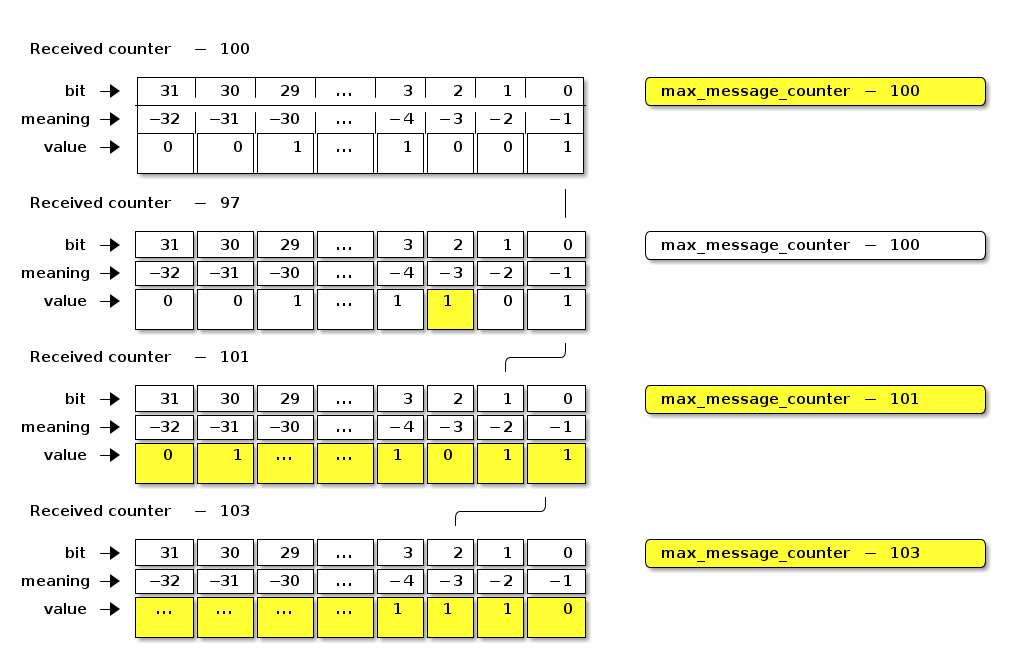 Received counter – 100
bit 31 30 29 ... 3 2 1 0 max_message_counter – 100
meaning –32 –31 –30 ... –4 –3 –2 –1
value 0 0 1 ... 1 0 0 1
Received counter – 97
bit 31 30 29 ... 3 2 1 0 max_message_counter – 100
meaning –32 –31 –30 ... –4 –3 –2 –1
value 0 0 1 ... 1 1 0 1
Received counter – 101
bit 31 30 29 ... 3 2 1 0 max_message_counter – 101
meaning –32 –31 –30 ... –4 –3 –2 –1
value 0 1 ... ... 1 0 1 1
Received counter – 103
bit 31 30 29 ... 3 2 1 0 max_message_counter – 103
meaning –32 –31 –30 ... –4 –3 –2 –1
value ... ... ... ... 1 1 1 0